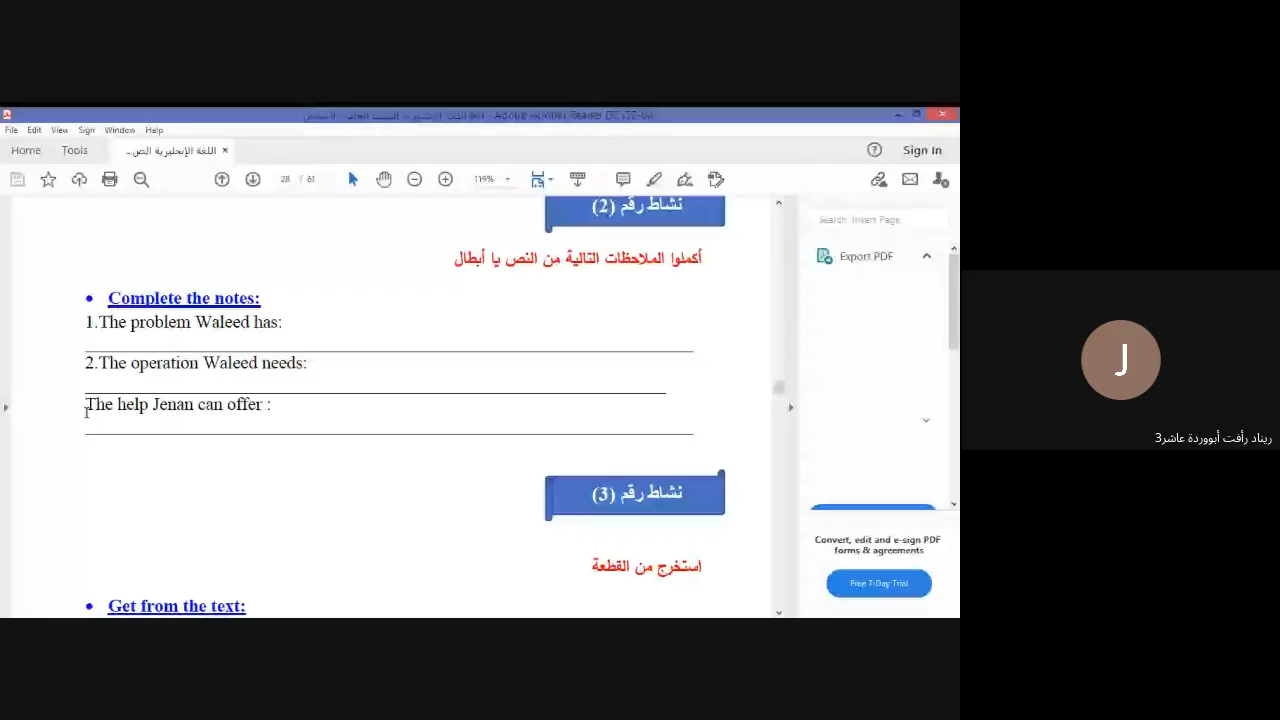 File Edit View Sign Window Help
Home Tools اللغة الإنجليزية الص... × Sign In
28 / 61 119%
نشاط رقم (2)
Search Insert Page
أكملوا الملاحظات التالية من النص يا أبطال
Export PDF
• Complete the notes:
1.The problem Waleed has:
2.The operation Waleed needs:
The help Jenan can offer :
نشاط رقم (3)
استخرج من القطعة
• Get from the text:
Convert, edit and e-sign PDF
forms & agreements
Free 7-Day Trial
J
ريناد رأفت أبووردة عاشر3